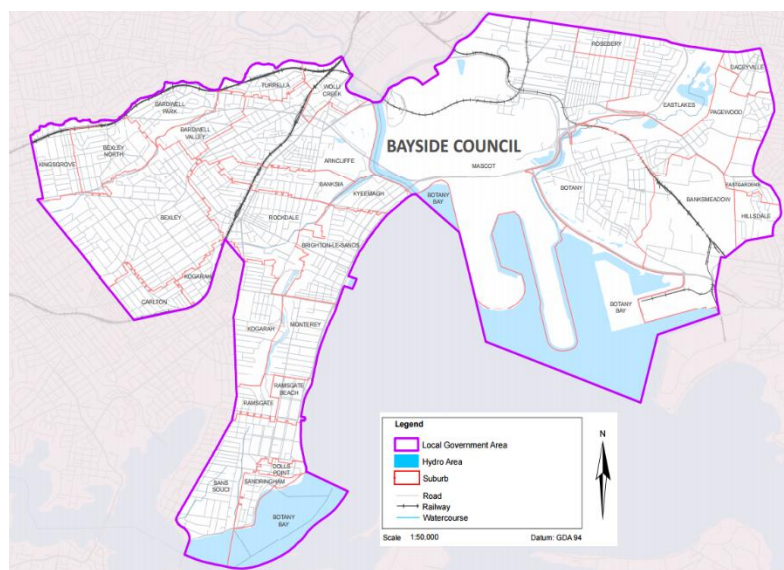 ROSEBERY
DACEYVILLE
TURRELLA
WOLLI
CREEK
BARDWELL
PARK
EASTLAKES
PAGEWOOD
BARDWELL
VALLEY
BAYSIDE COUNCIL
BEXLEY
NORTH
KINGSGROVE
ARNCLIFFE
MASCOT
BANKSIA
KYEEMAGH
BOTANY
BAY
BOTANY
EASTGARDENS
BANKSMEADOW
HILLSDALE
BEXLEY
ROCKDALE
BRIGHTON-LE-SANDS
KOGARAH
CARLTON
BOTANY
BAY
KOGARAH
MONTEREY
RAMSGATE
BEACH
RAMSGATE
DOLLS
POINT
SANS
SOUCI
SANDRINGHAM
BOTANY
BAY
Legend
Local Government Area
Hydro Area
Suburb
Road
Railway
Watercourse
Scale 1:50,000 Datum: GDA 94
N